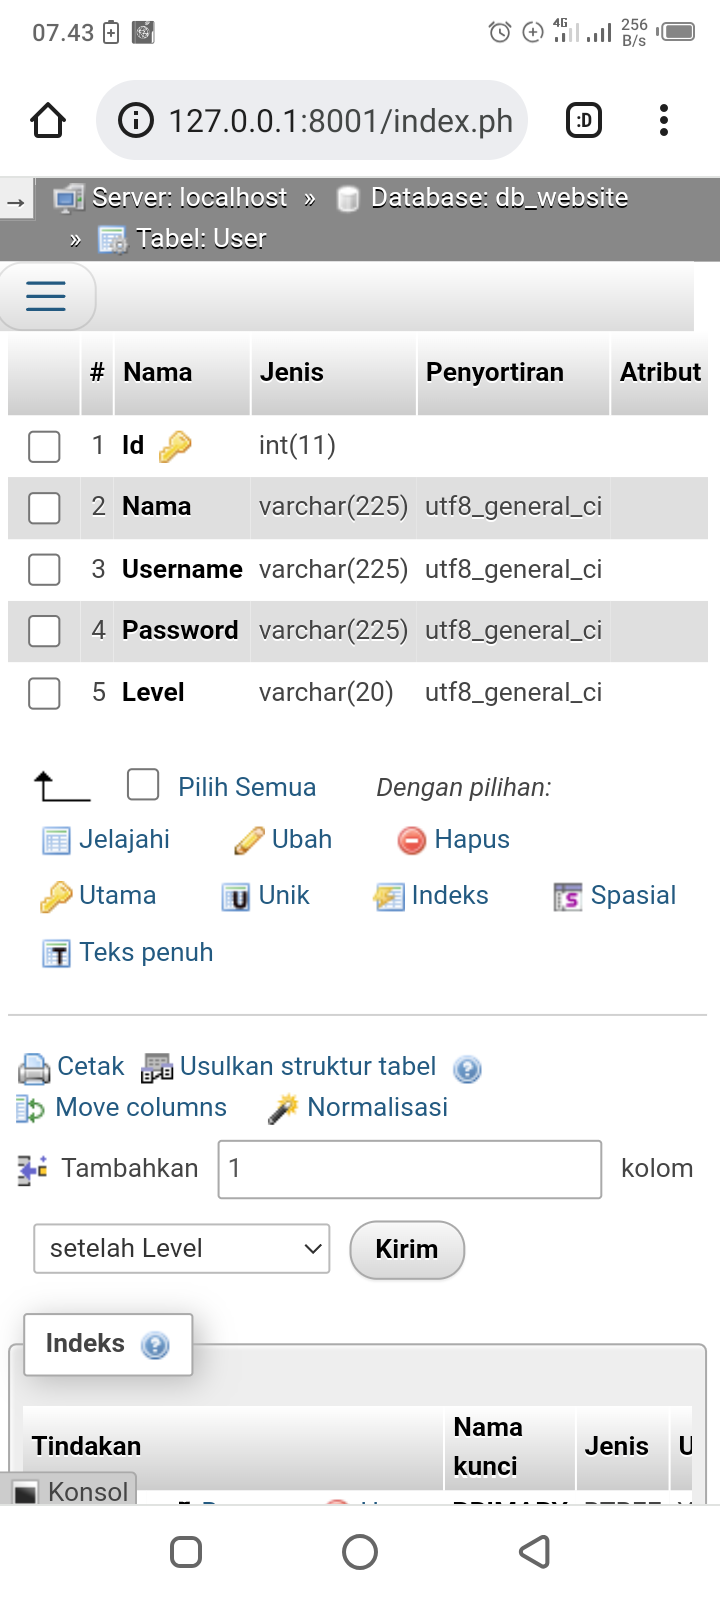 07.43 4G 256 B/s
127.0.0.1:8001/index.ph :D
→ Server: localhost » Database: db_website
» Tabel: User
# Nama Jenis Penyortiran Atribut
1 Id int(11)
2 Nama varchar(225) utf8_general_ci
3 Username varchar(225) utf8_general_ci
4 Password varchar(225) utf8_general_ci
5 Level varchar(20) utf8_general_ci
Pilih Semua Dengan pilihan:
Jelajahi Ubah Hapus
Utama Unik Indeks Spasial
Teks penuh
Cetak Usulkan struktur tabel
Move columns Normalisasi
Tambahkan 1 kolom
setelah Level Kirim
Indeks
Tindakan Nama kunci Jenis U
Konsol